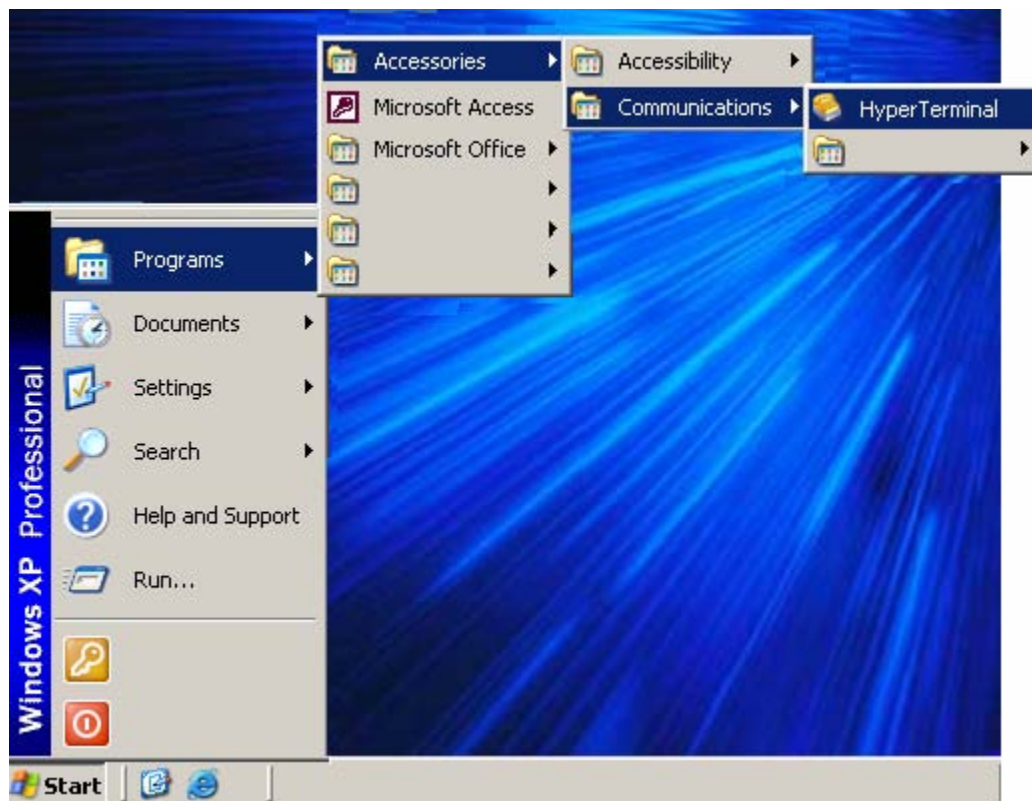 Accessories
Microsoft Access
Microsoft Office
Accessibility
Communications
HyperTerminal
Programs
Documents
Settings
Search
Help and Support
Run...
Windows XP Professional
Start